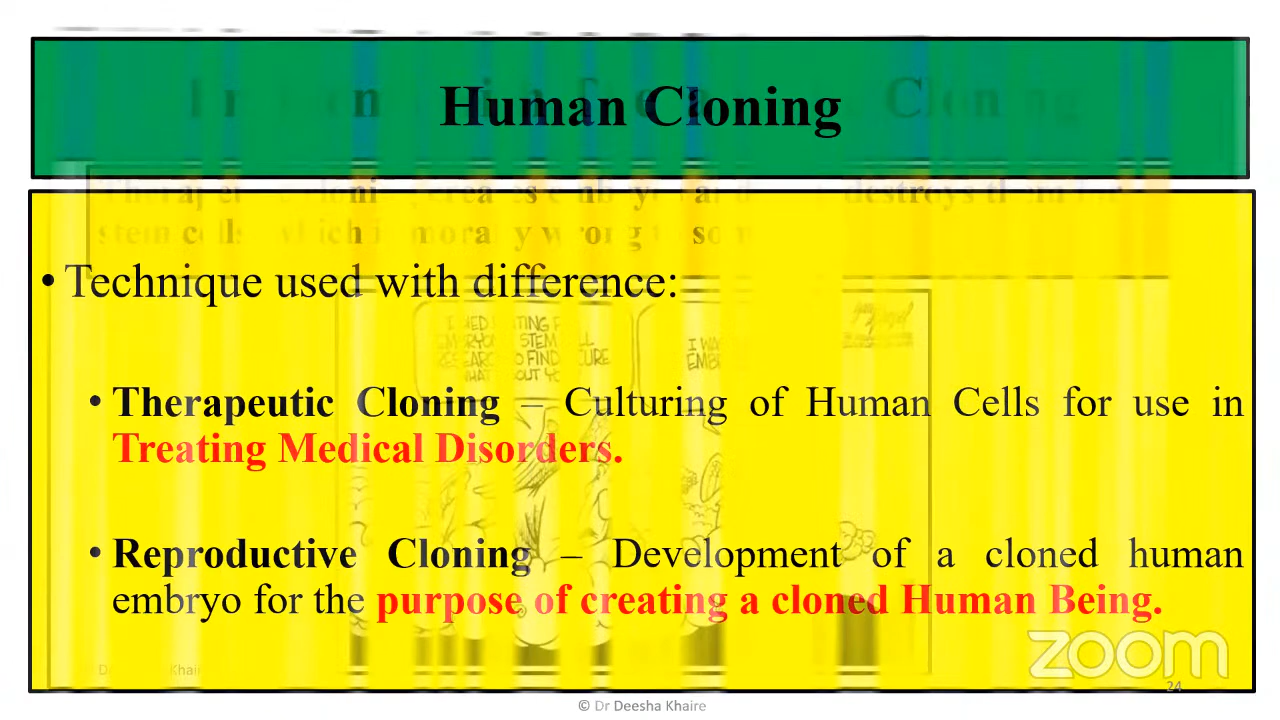 Human Cloning
• Technique used with difference:
• Therapeutic Cloning – Culturing of Human Cells for use in
Treating Medical Disorders.
• Reproductive Cloning – Development of a cloned human
embryo for the purpose of creating a cloned Human Being.
zoom
24
© Dr Deesha Khaire